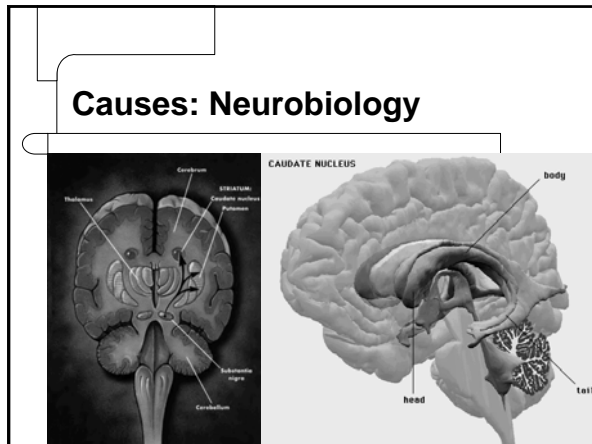 Causes: Neurobiology
Cerebrum
Thalamus
STRIATUM:
Caudate nucleus
Putamen
Substantia
nigra
Cerebellum
CAUDATE NUCLEUS
body
head
tail